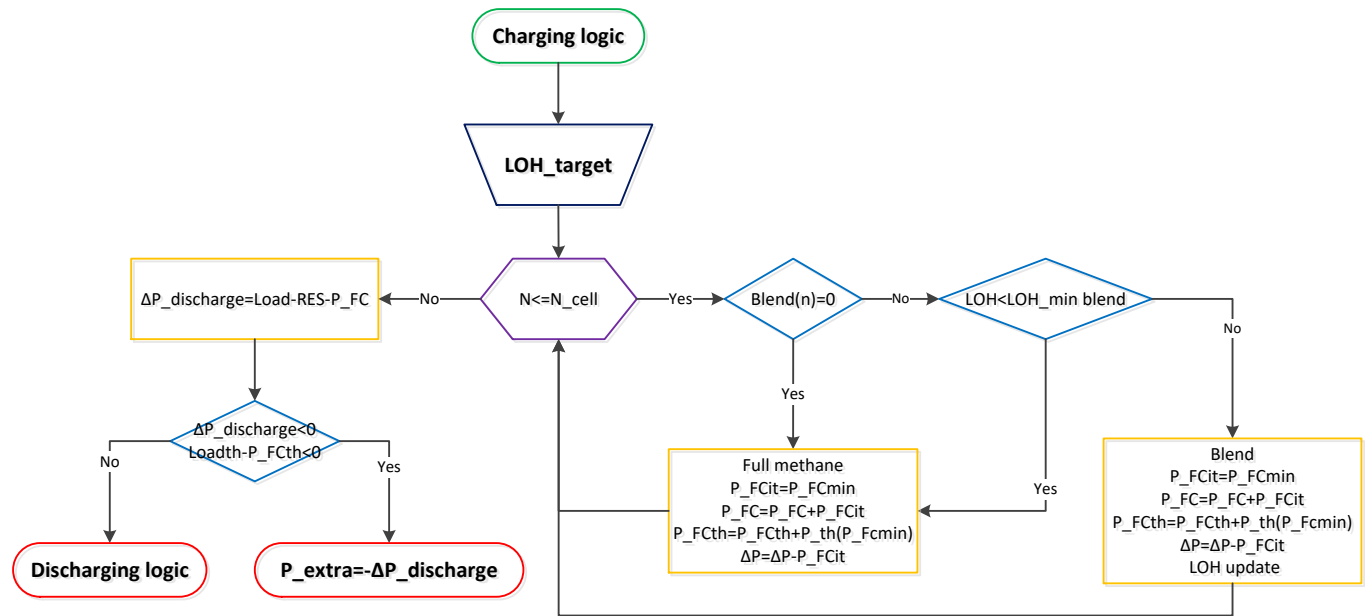 Charging logic
LOH_target
ΔP_discharge=Load-RES-P_FC
No
N<=N_cell
Yes
Blend(n)=0
No
LOH<LOH_min blend
No
Yes
ΔP_discharge<0
Loadth-P_FCth<0
No
Yes
Full methane
P_FCit=P_FCmin
P_FC=P_FC+P_FCit
P_FCth=P_FCth+P_th(P_Fcmin)
ΔP=ΔP-P_FCit
Yes
Blend
P_FCit=P_FCmin
P_FC=P_FC+P_FCit
P_FCth=P_FCth+P_th(P_Fcmin)
ΔP=ΔP-P_FCit
LOH update
Discharging logic
P_extra=-ΔP_discharge